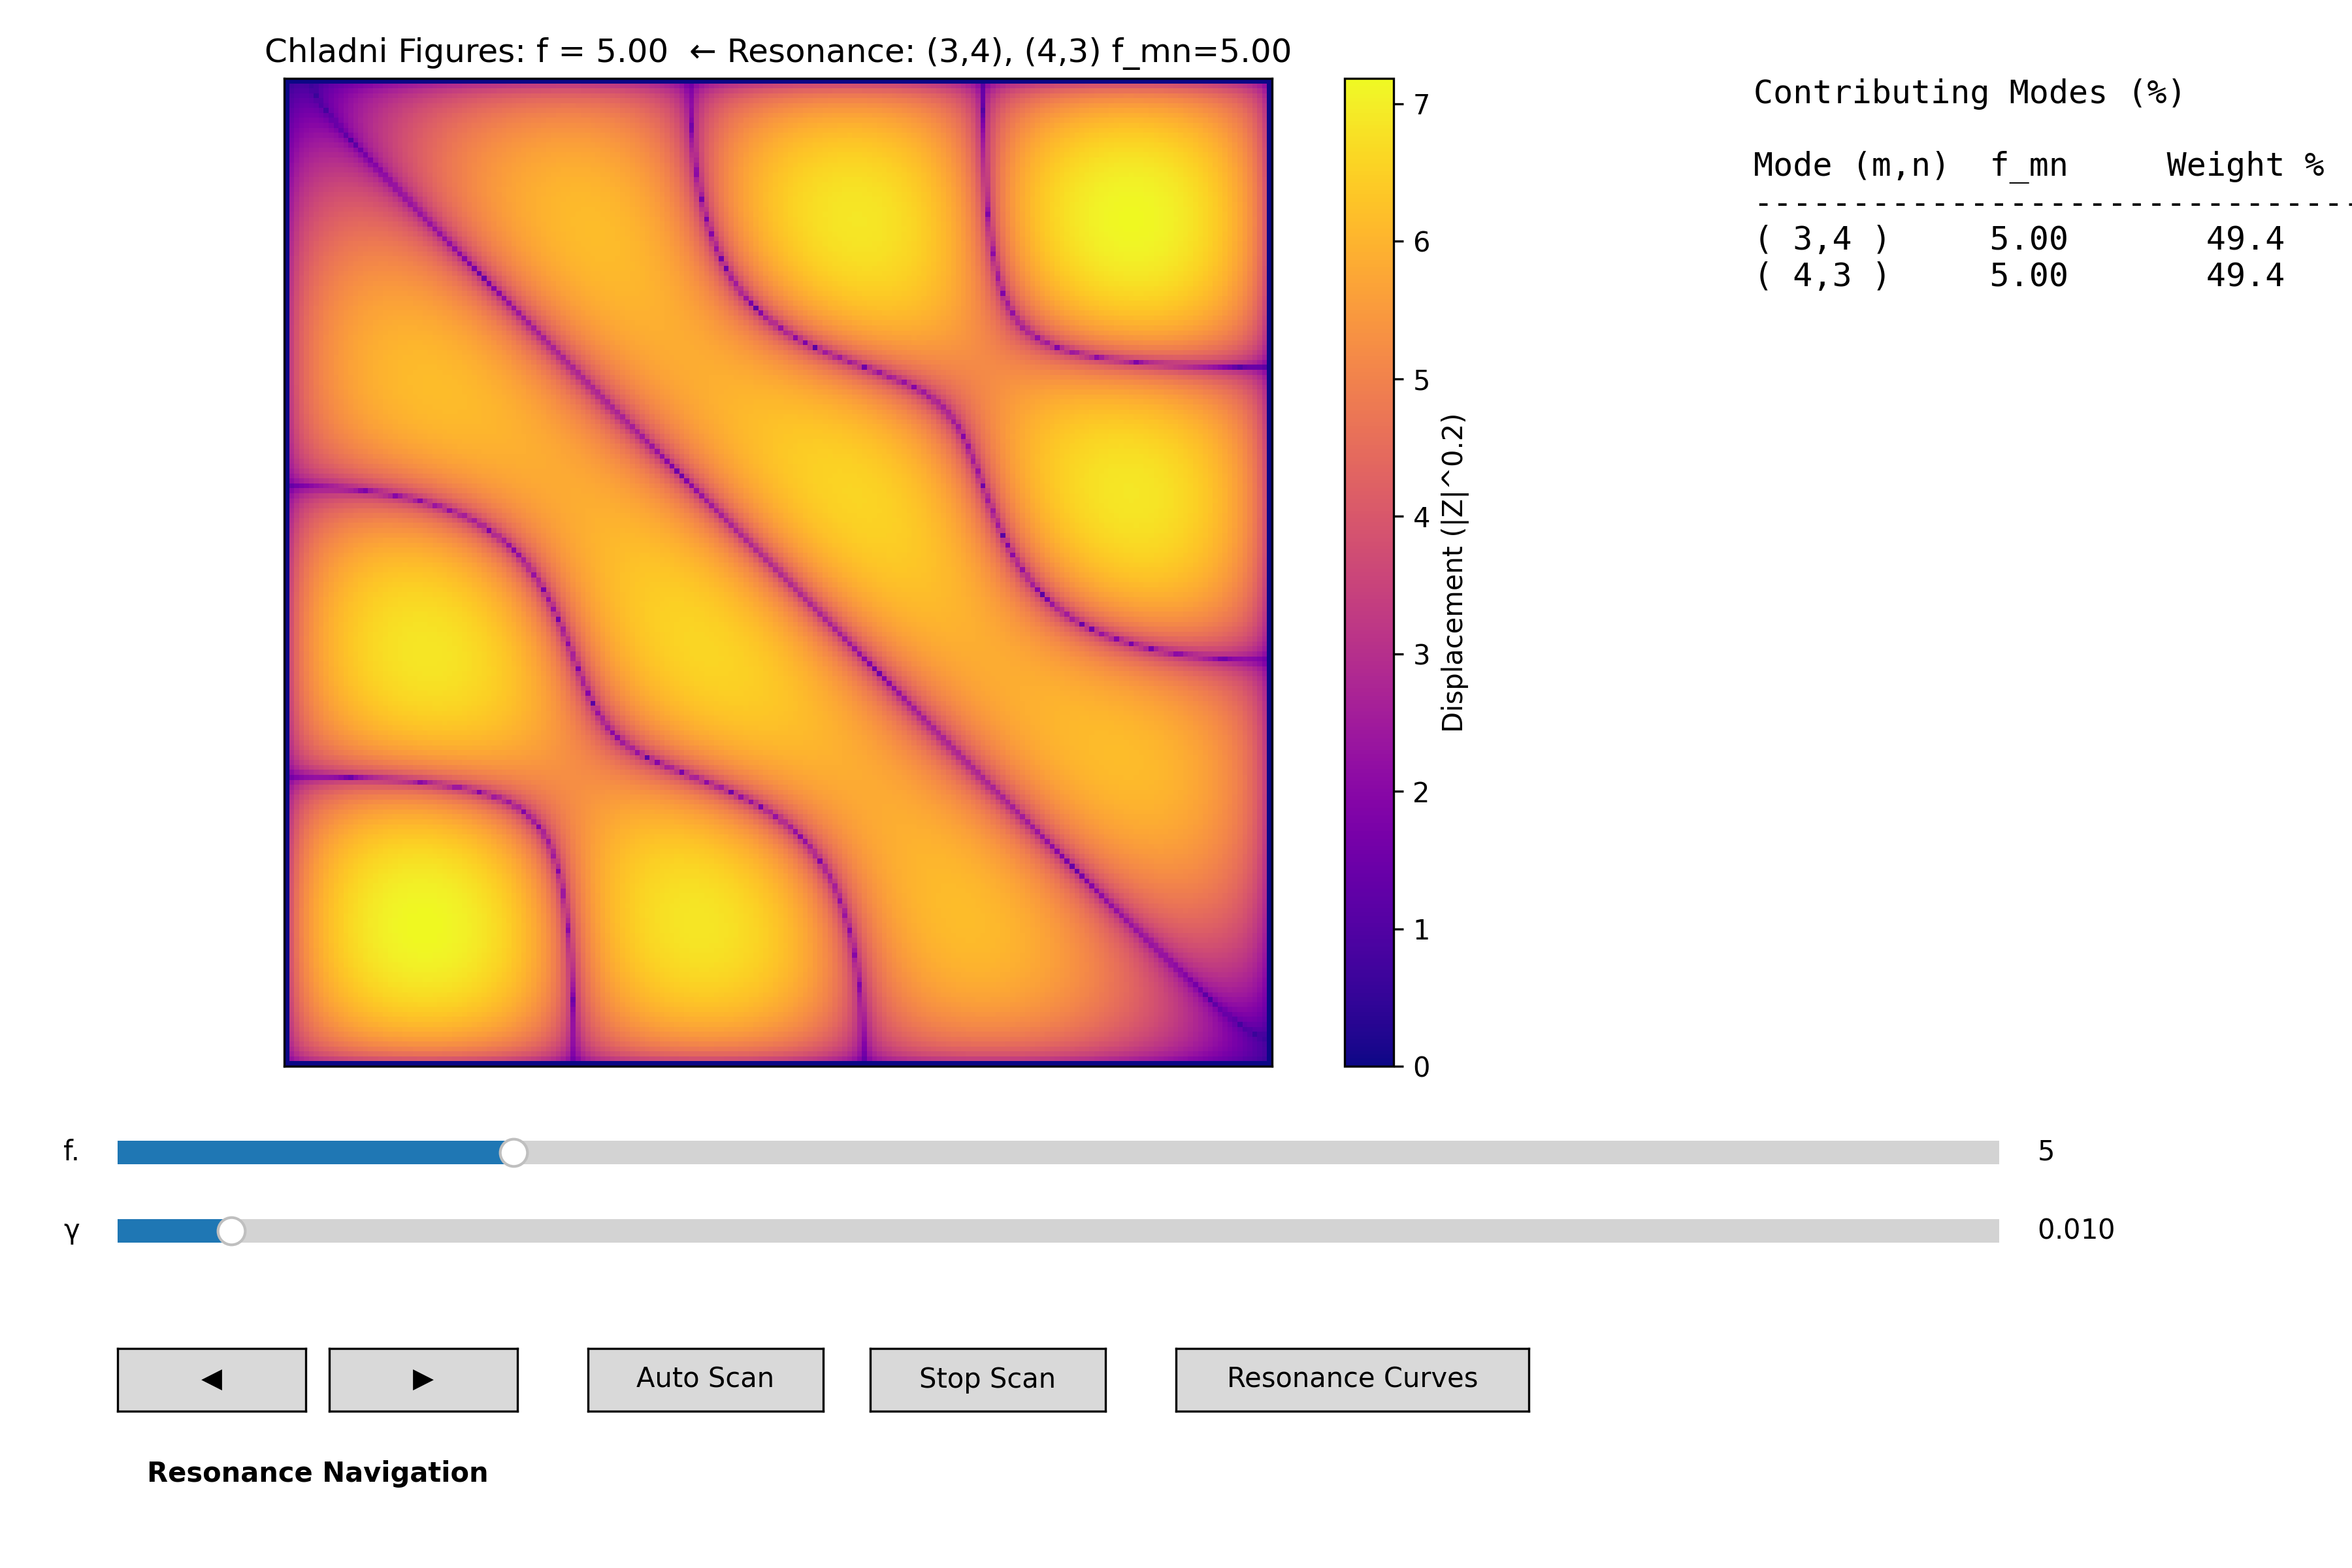 Chladni Figures: f = 5.00 ← Resonance: (3,4), (4,3) f_mn=5.00
7
6
5
4
3
2
1
0
Displacement (|Z|^0.2)
Contributing Modes (%)
Mode (m,n)  f_mn     Weight %
-------------------------------
( 3,4 )     5.00       49.4
( 4,3 )     5.00       49.4
f. 5
γ 0.010
◀ ▶ Auto Scan Stop Scan Resonance Curves
Resonance Navigation